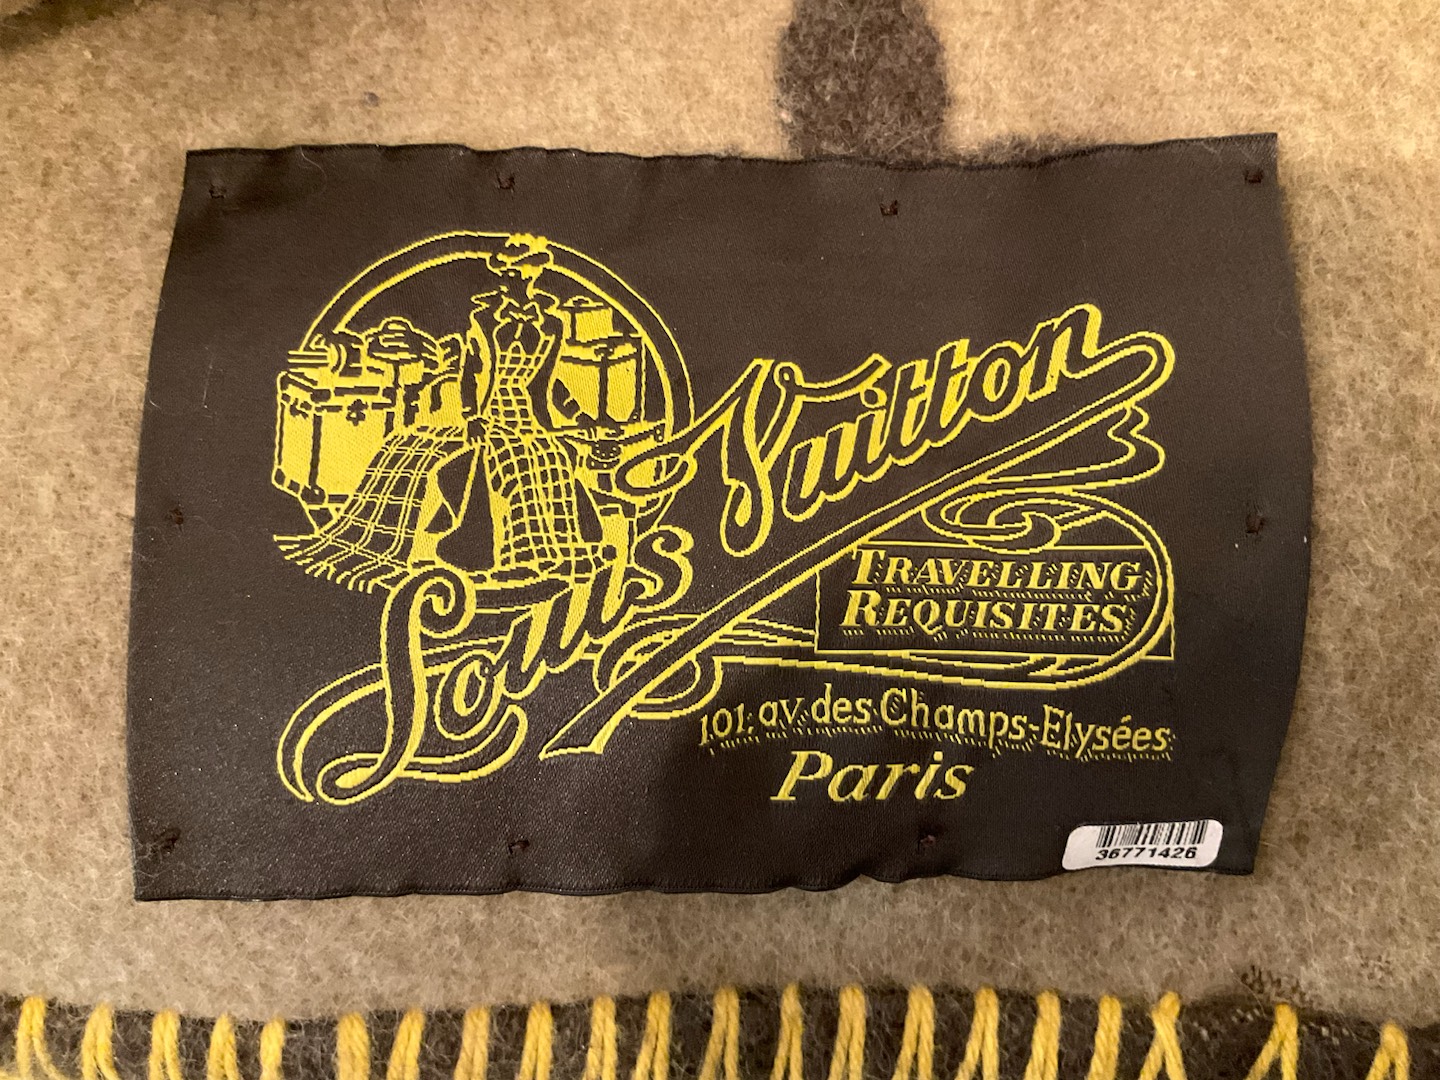 Louis Vuitton
TRAVELLING
REQUISITES
101, av. des Champs-Elysées
Paris
36771426